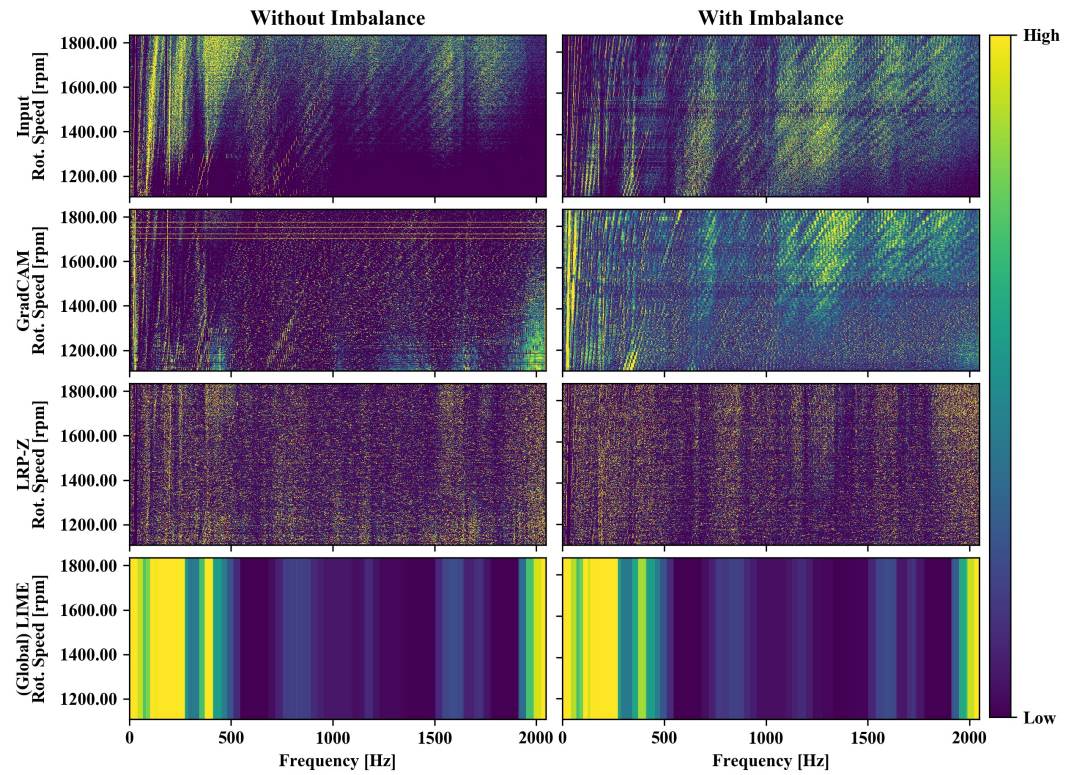 Without Imbalance
With Imbalance
Input
Rot. Speed [rpm]
1800.00
1600.00
1400.00
1200.00
High
GradCAM
Rot. Speed [rpm]
1800.00
1600.00
1400.00
1200.00
LRP-Z
Rot. Speed [rpm]
1800.00
1600.00
1400.00
1200.00
(Global) LIME
Rot. Speed [rpm]
1800.00
1600.00
1400.00
1200.00
Low
0 500 1000 1500 2000
0 500 1000 1500 2000
Frequency [Hz]
Frequency [Hz]